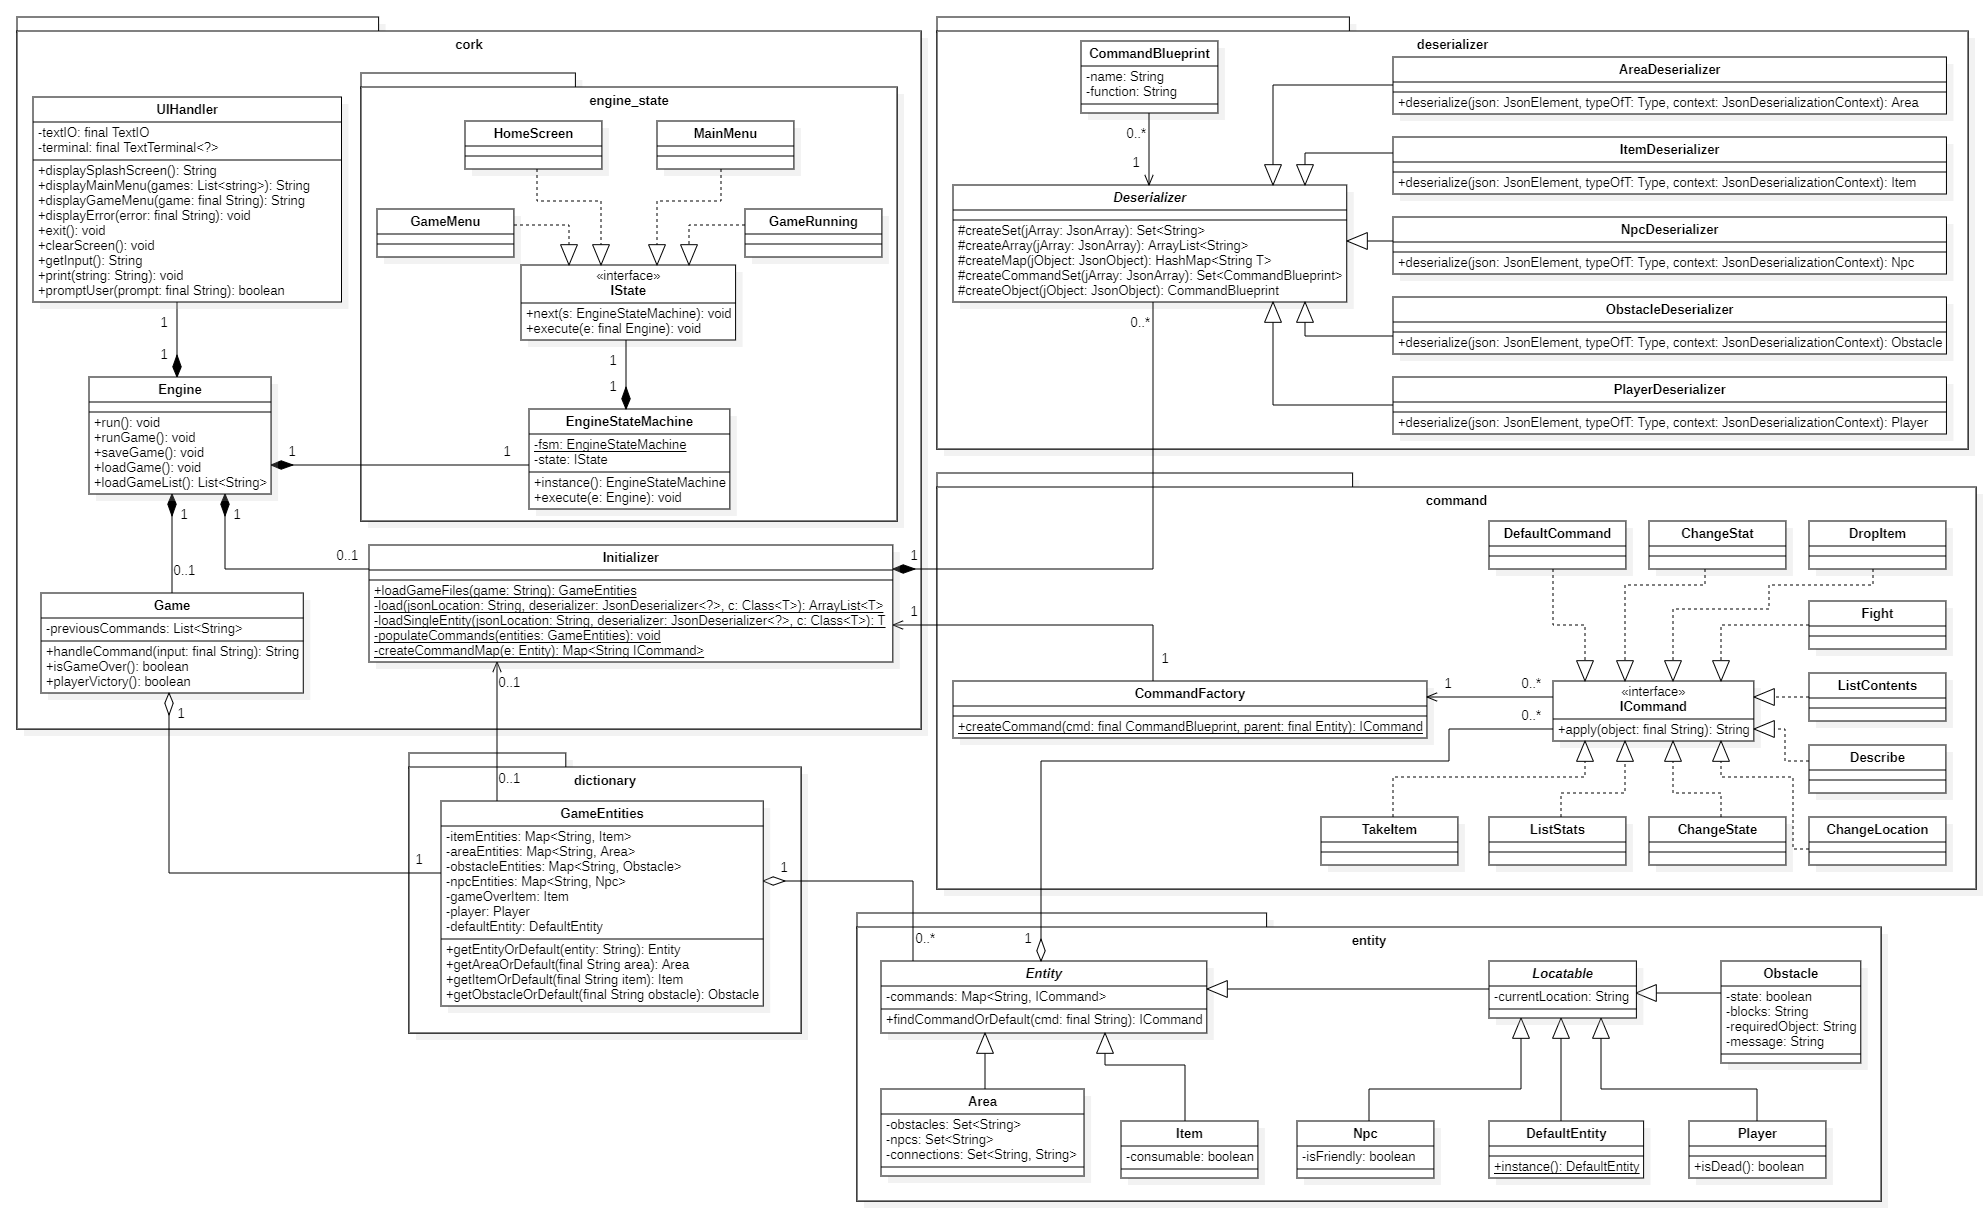 cork
UIHandler
-textIO: final TextIO
-terminal: final TextTerminal<?>
+displaySplashScreen(): String
+displayMainMenu(games: List<string>): String
+displayGameMenu(game: final String): String
+displayError(error: final String): void
+exit(): void
+clearScreen(): void
+getInput(): String
+print(string: String): void
+promptUser(prompt: final String): boolean
1
1
Engine
+run(): void
+runGame(): void
+saveGame(): void
+loadGame(): void
+loadGameList(): List<String>
1
1
1
1
0..1
0..1
Game
-previousCommands: List<String>
+handleCommand(input: final String): String
+isGameOver(): boolean
+playerVictory(): boolean
1
engine_state
HomeScreen
MainMenu
GameMenu
GameRunning
«interface»
IState
+next(s: EngineStateMachine): void
+execute(e: final Engine): void
1
1
EngineStateMachine
-fsm: EngineStateMachine
-state: IState
+instance(): EngineStateMachine
+execute(e: Engine): void
Initializer
+loadGameFiles(game: String): GameEntities
-load(jsonLocation: String, deserializer: JsonDeserializer<?>, c: Class<T>): ArrayList<T>
-loadSingleEntity(jsonLocation: String, deserializer: JsonDeserializer<?>, c: Class<T>): T
-populateCommands(entities: GameEntities): void
-createCommandMap(e: Entity): Map<String ICommand>
1
1
0..1
0..1
dictionary
GameEntities
-itemEntities: Map<String, Item>
-areaEntities: Map<String, Area>
-obstacleEntities: Map<String, Obstacle>
-npcEntities: Map<String, Npc>
-gameOverItem: Item
-player: Player
-defaultEntity: DefaultEntity
+getEntityOrDefault(entity: String): Entity
+getAreaOrDefault(final String area): Area
+getItemOrDefault(final String item): Item
+getObstacleOrDefault(final String obstacle): Obstacle
1
1
0..*
deserializer
CommandBlueprint
-name: String
-function: String
0..*
1
Deserializer
#createSet(jArray: JsonArray): Set<String>
#createArray(jArray: JsonArray): ArrayList<String>
#createMap(jObject: JsonObject): HashMap<String T>
#createCommandSet(jArray: JsonArray): Set<CommandBlueprint>
#createObject(jObject: JsonObject): CommandBlueprint
0..*
AreaDeserializer
+deserialize(json: JsonElement, typeOfT: Type, context: JsonDeserializationContext): Area
ItemDeserializer
+deserialize(json: JsonElement, typeOfT: Type, context: JsonDeserializationContext): Item
NpcDeserializer
+deserialize(json: JsonElement, typeOfT: Type, context: JsonDeserializationContext): Npc
ObstacleDeserializer
+deserialize(json: JsonElement, typeOfT: Type, context: JsonDeserializationContext): Obstacle
PlayerDeserializer
+deserialize(json: JsonElement, typeOfT: Type, context: JsonDeserializationContext): Player
command
DefaultCommand
ChangeStat
DropItem
Fight
ListContents
Describe
1
CommandFactory
+createCommand(cmd: final CommandBlueprint, parent: final Entity): ICommand
1
0..*
0..*
«interface»
ICommand
+apply(object: final String): String
TakeItem
ListStats
ChangeState
ChangeLocation
entity
1
Entity
-commands: Map<String, ICommand>
+findCommandOrDefault(cmd: final String): ICommand
Locatable
-currentLocation: String
Obstacle
-state: boolean
-blocks: String
-requiredObject: String
-message: String
Area
-obstacles: Set<String>
-npcs: Set<String>
-connections: Set<String, String>
Item
-consumable: boolean
Npc
-isFriendly: boolean
DefaultEntity
+instance(): DefaultEntity
Player
+isDead(): boolean